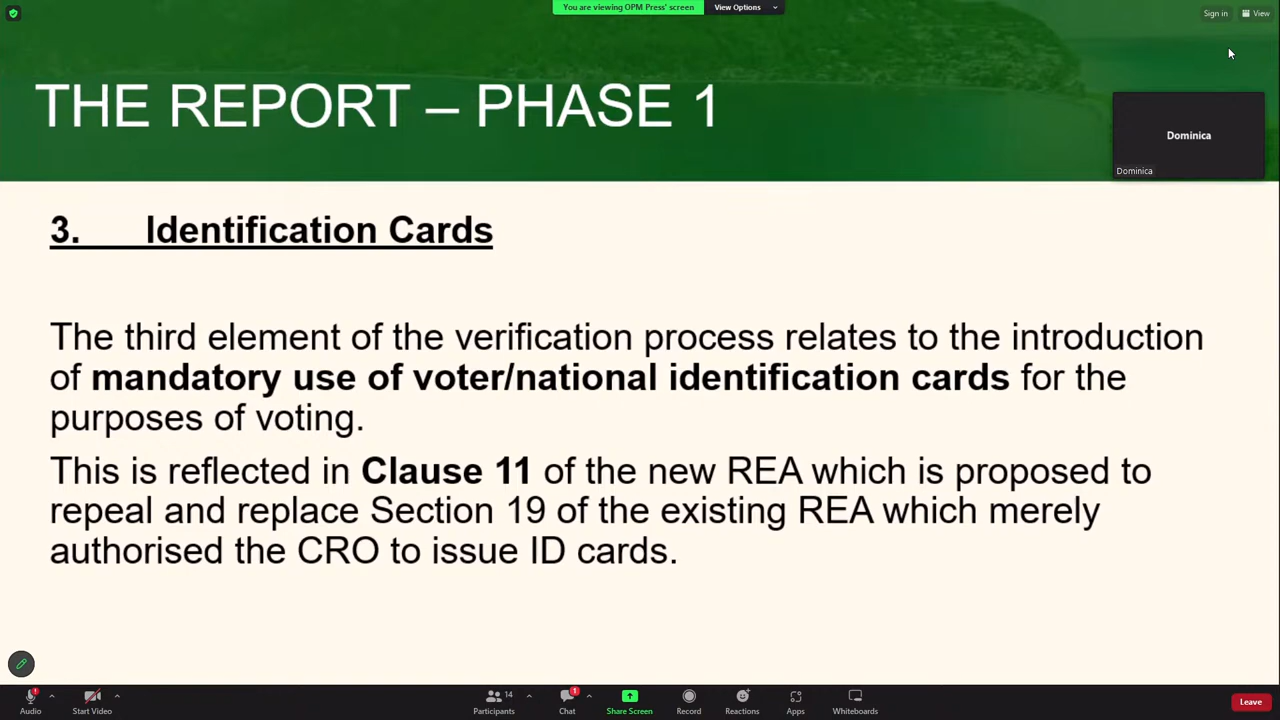 You are viewing OPM Press' screen
View Options
Sign in
View
THE REPORT – PHASE 1
Dominica
Dominica
3. Identification Cards
The third element of the verification process relates to the introduction
of mandatory use of voter/national identification cards for the
purposes of voting.
This is reflected in Clause 11 of the new REA which is proposed to
repeal and replace Section 19 of the existing REA which merely
authorised the CRO to issue ID cards.
Audio
Start Video
14
Participants
1
Chat
Share Screen
Record
Reactions
Apps
Whiteboards
Leave